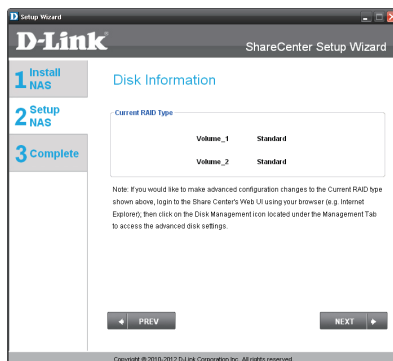 D Setup Wizard
D-Link
ShareCenter Setup Wizard
1 Install NAS
2 Setup NAS
3 Complete
Disk Information
Current RAID Type
Volume_1 Standard
Volume_2 Standard
Note: If you would like to make advanced configuration changes to the Current RAID type
shown above, login to the Share Center's Web UI using your browser (e.g. Internet
Explorer); then click on the Disk Management icon located under the Management Tab
to access the advanced disk settings.
PREV
NEXT
Copyright © 2010-2012 D-Link Corporation Inc. All rights reserved.